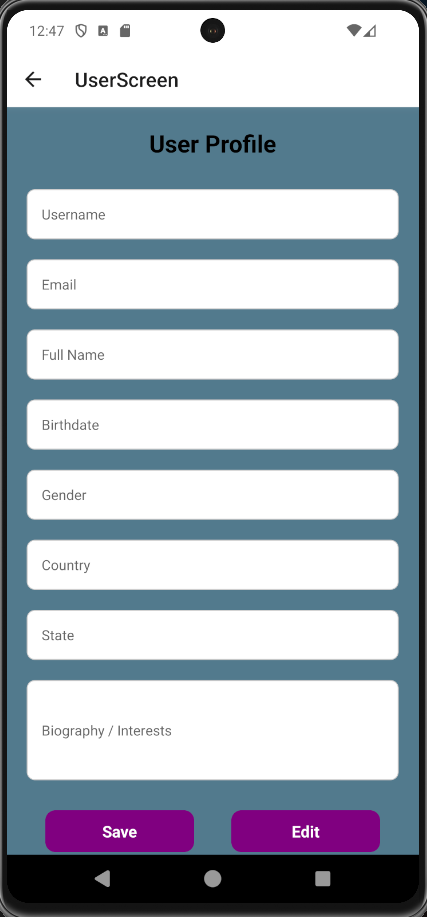 12:47
UserScreen
User Profile
Username
Email
Full Name
Birthdate
Gender
Country
State
Biography / Interests
Save Edit